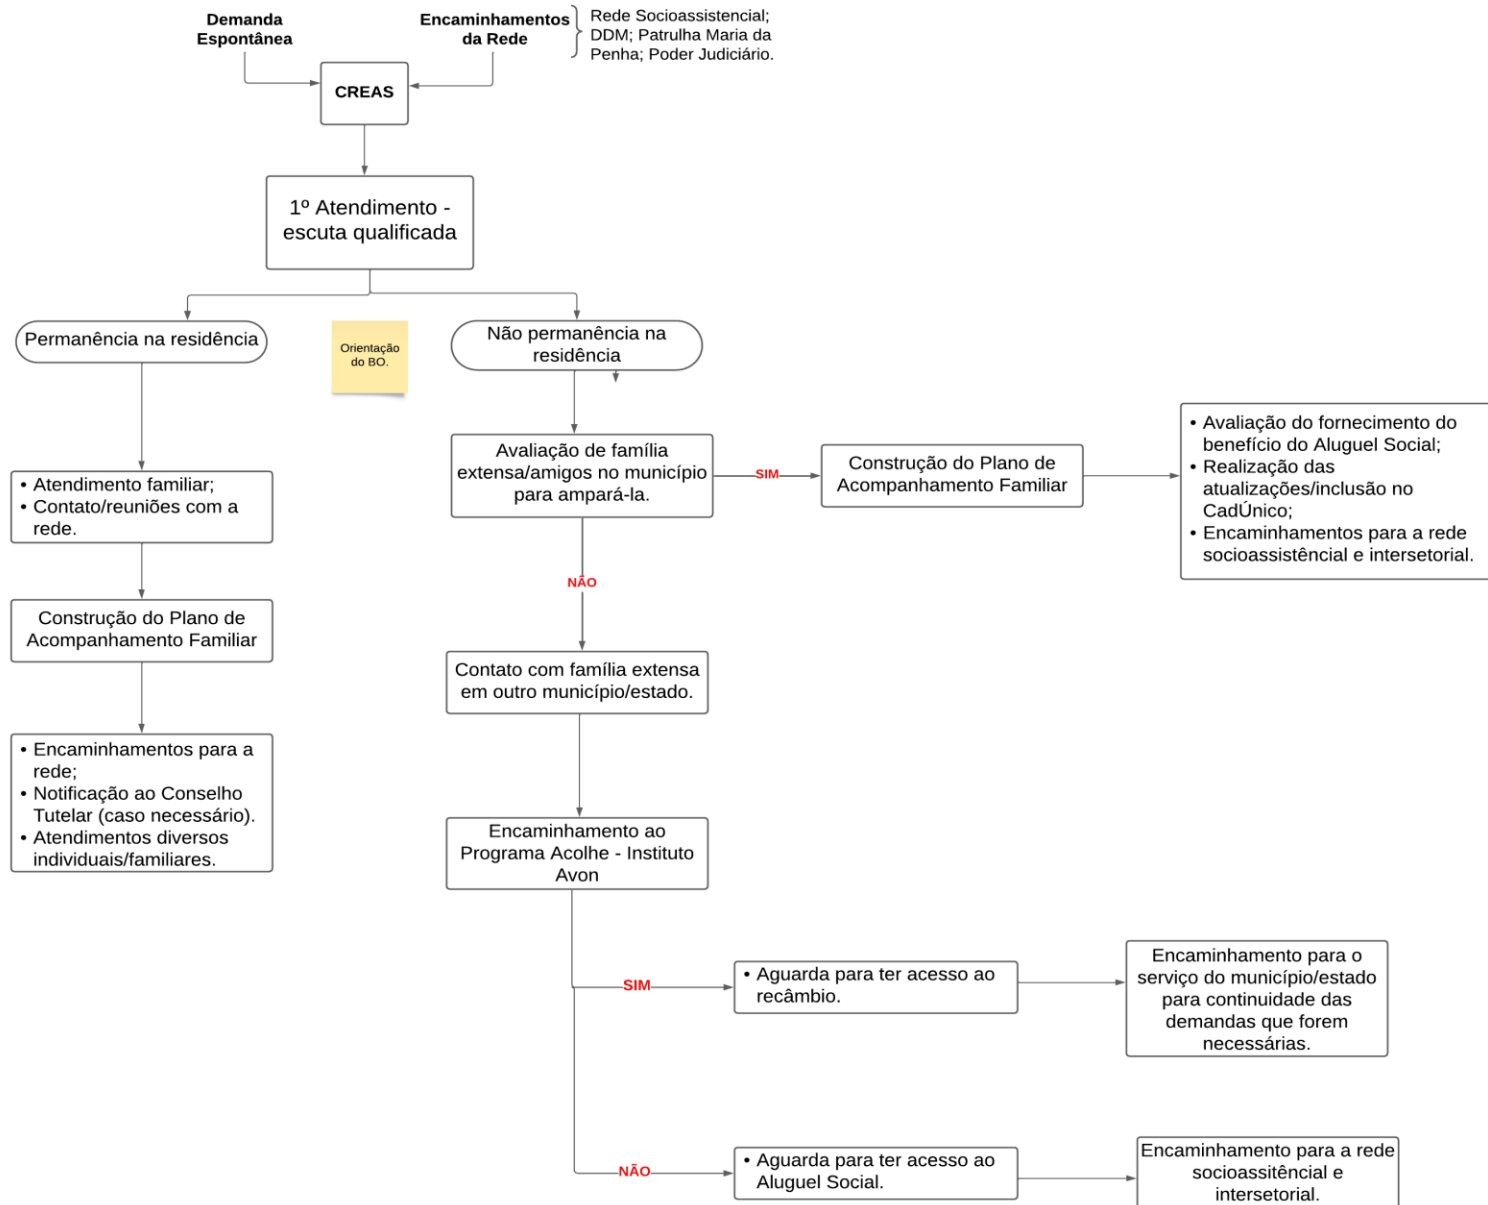 Demanda
Espontânea
Encaminhamentos
da Rede
Rede Socioassistencial;
DDM; Patrulha Maria da
Penha; Poder Judiciário.
CREAS
1º Atendimento -
escuta qualificada
Permanência na residência
Orientação
do BO.
Não permanência na
residência
• Atendimento familiar;
• Contato/reuniões com a
rede.
Construção do Plano de
Acompanhamento Familiar
• Encaminhamentos para a
rede;
• Notificação ao Conselho
Tutelar (caso necessário).
• Atendimentos diversos
individuais/familiares.
Avaliação de família
extensa/amigos no município
para ampará-la.
SIM
Construção do Plano de
Acompanhamento Familiar
• Avaliação do fornecimento do
benefício do Aluguel Social;
• Realização das
atualizações/inclusão no
CadÚnico;
• Encaminhamentos para a rede
socioassistêncial e intersetorial.
NÃO
Contato com família extensa
em outro município/estado.
Encaminhamento ao
Programa Acolhe - Instituto
Avon
SIM
• Aguarda para ter acesso ao
recâmbio.
Encaminhamento para o
serviço do município/estado
para continuidade das
demandas que forem
necessárias.
NÃO
• Aguarda para ter acesso ao
Aluguel Social.
Encaminhamento para a rede
socioassitêncial e
intersetorial.